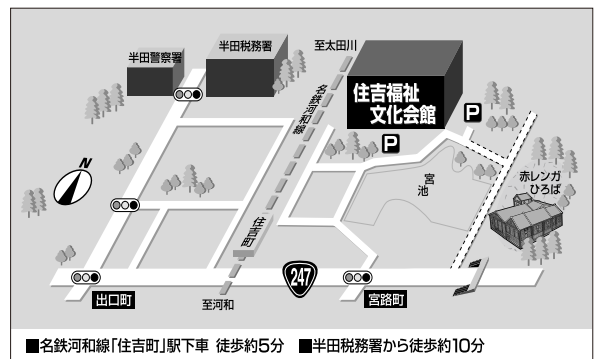 半田警察署
半田税務署
至太田川
名鉄河和線
住吉福祉
文化会館
P
P
N
宮池
赤レンガ
ひろば
住吉町
247
出口町
宮路町
至河和
■名鉄河和線「住吉町」駅下車 徒歩約5分 ■半田税務署から徒歩約10分